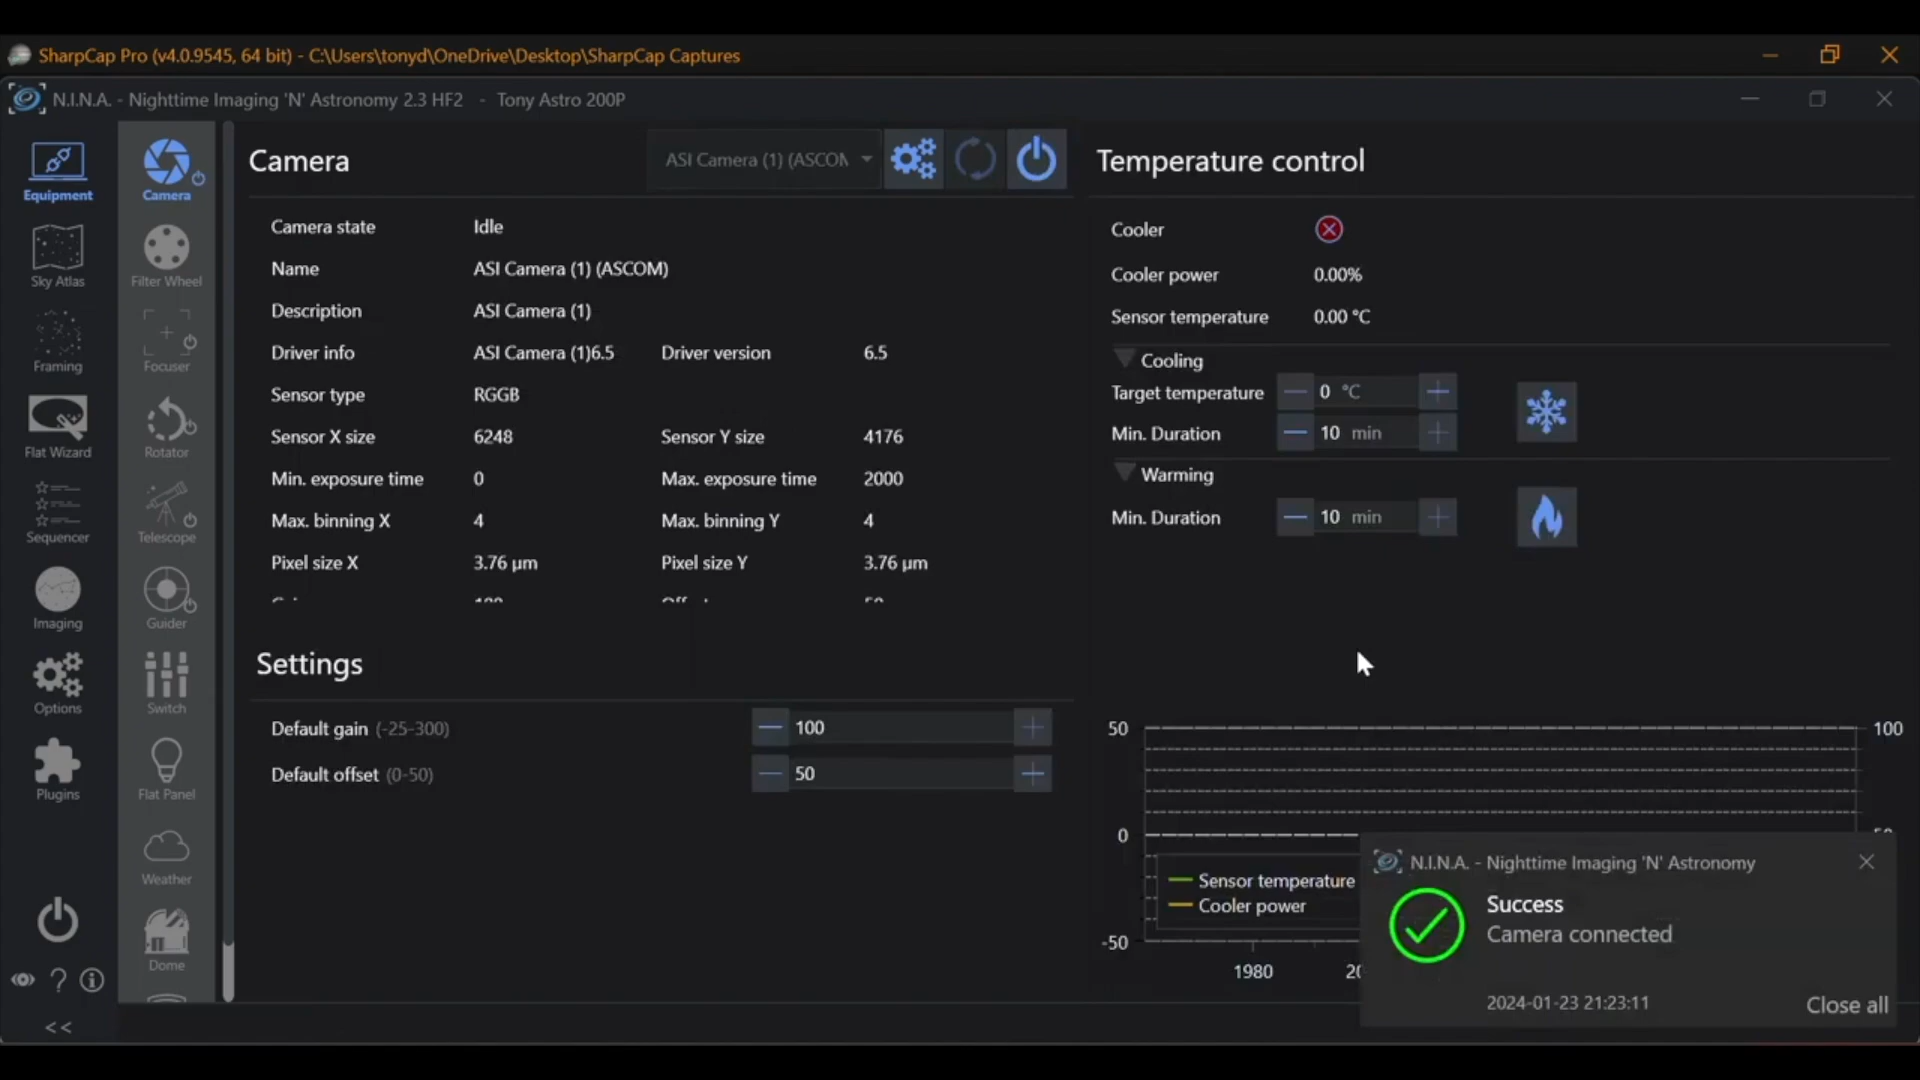 SharpCap Pro (v4.0.9545, 64 bit) - C:\Users\tonyd\OneDrive\Desktop\SharpCap Captures
N.I.N.A. - Nighttime Imaging 'N' Astronomy 2.3 HF2 - Tony Astro 200P
Equipment
Sky Atlas
Framing
Flat Wizard
Sequencer
Imaging
Options
Plugins
<<
Camera
Filter Wheel
Focuser
Rotator
Telescope
Guider
Switch
Flat Panel
Weather
Dome
Camera
ASI Camera (1) (ASCOM
Camera state Idle
Name ASI Camera (1) (ASCOM)
Description ASI Camera (1)
Driver info ASI Camera (1)6.5 Driver version 6.5
Sensor type RGGB
Sensor X size 6248 Sensor Y size 4176
Min. exposure time 0 Max. exposure time 2000
Max. binning X 4 Max. binning Y 4
Pixel size X 3.76 µm Pixel size Y 3.76 µm
Settings
Default gain (-25-300) 100
Default offset (0-50) 50
Temperature control
Cooler
Cooler power 0.00%
Sensor temperature 0.00 °C
Cooling
Target temperature 0 °C
Min. Duration 10 min
Warming
Min. Duration 10 min
50 100
0
-50
Sensor temperature
Cooler power
1980
N.I.N.A. - Nighttime Imaging 'N' Astronomy
Success
Camera connected
2024-01-23 21:23:11
Close all